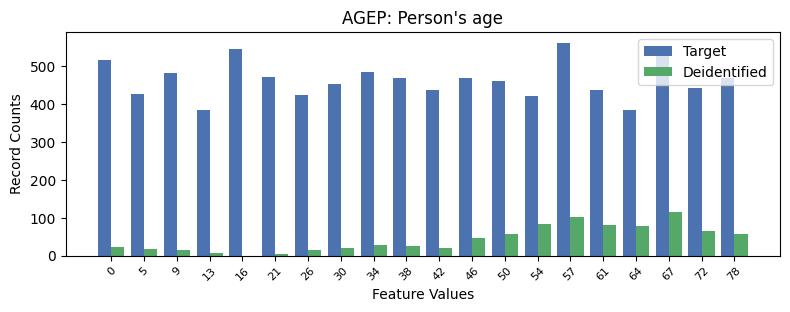 AGEP: Person's age
Target
Deidentified
Record Counts
500
400
300
200
100
0
0 5 9 13 16 21 26 30 34 38 42 46 50 54 57 61 64 67 72 78
Feature Values